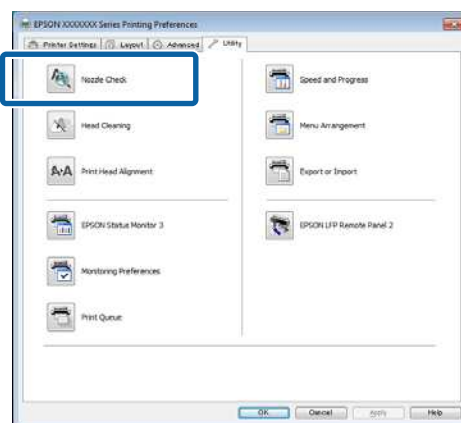 EPSON XXXXXXX Series Printing Preferences
Printer Settings Layout Advanced Utility
Nozzle Check
Speed and Progress
Head Cleaning
Menu Arrangement
Print Head Alignment
Export or Import
EPSON Status Monitor 3
EPSON LFP Remote Panel 2
Monitoring Preferences
Print Queue
OK Cancel Apply Help